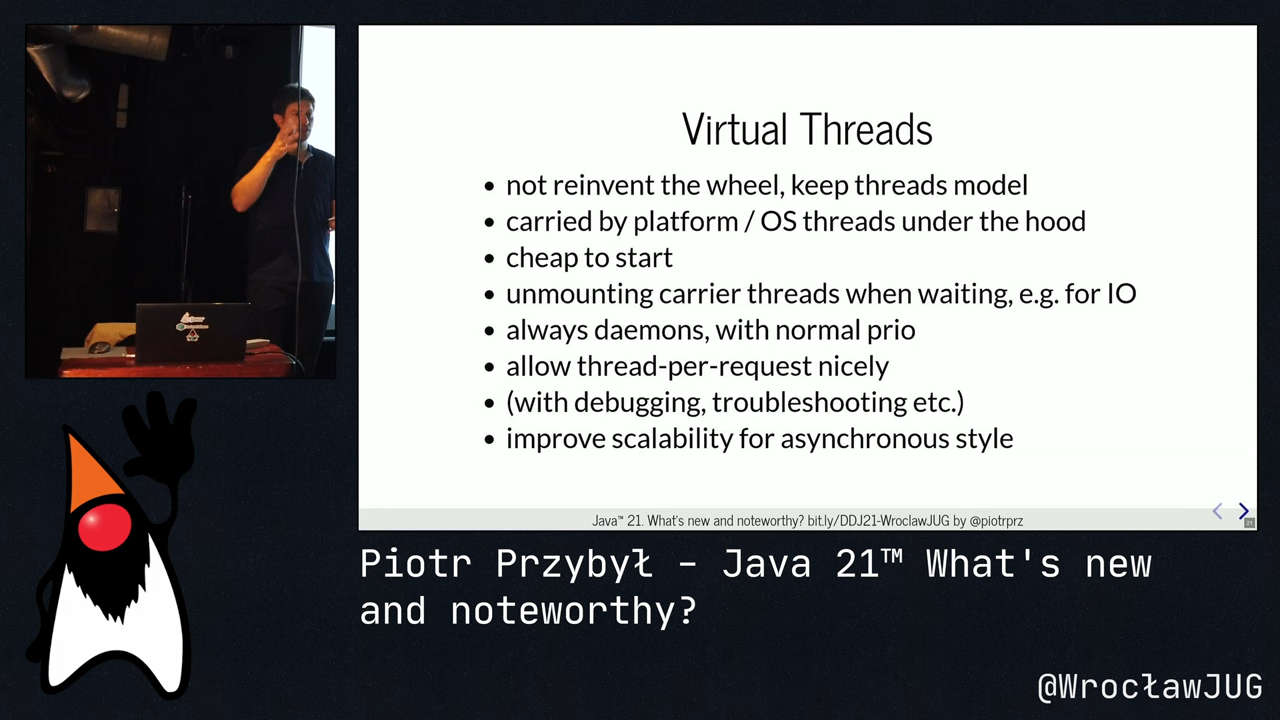 Virtual Threads
not reinvent the wheel, keep threads model
carried by platform / OS threads under the hood
cheap to start
unmounting carrier threads when waiting, e.g. for IO
always daemons, with normal prio
allow thread-per-request nicely
(with debugging, troubleshooting etc.)
improve scalability for asynchronous style
Java™ 21. What's new and noteworthy? bit.ly/DDJ21-WroclawJUG by @piotrprz
21
Piotr Przybył – Java 21™ What's new
and noteworthy?
@WrocławJUG